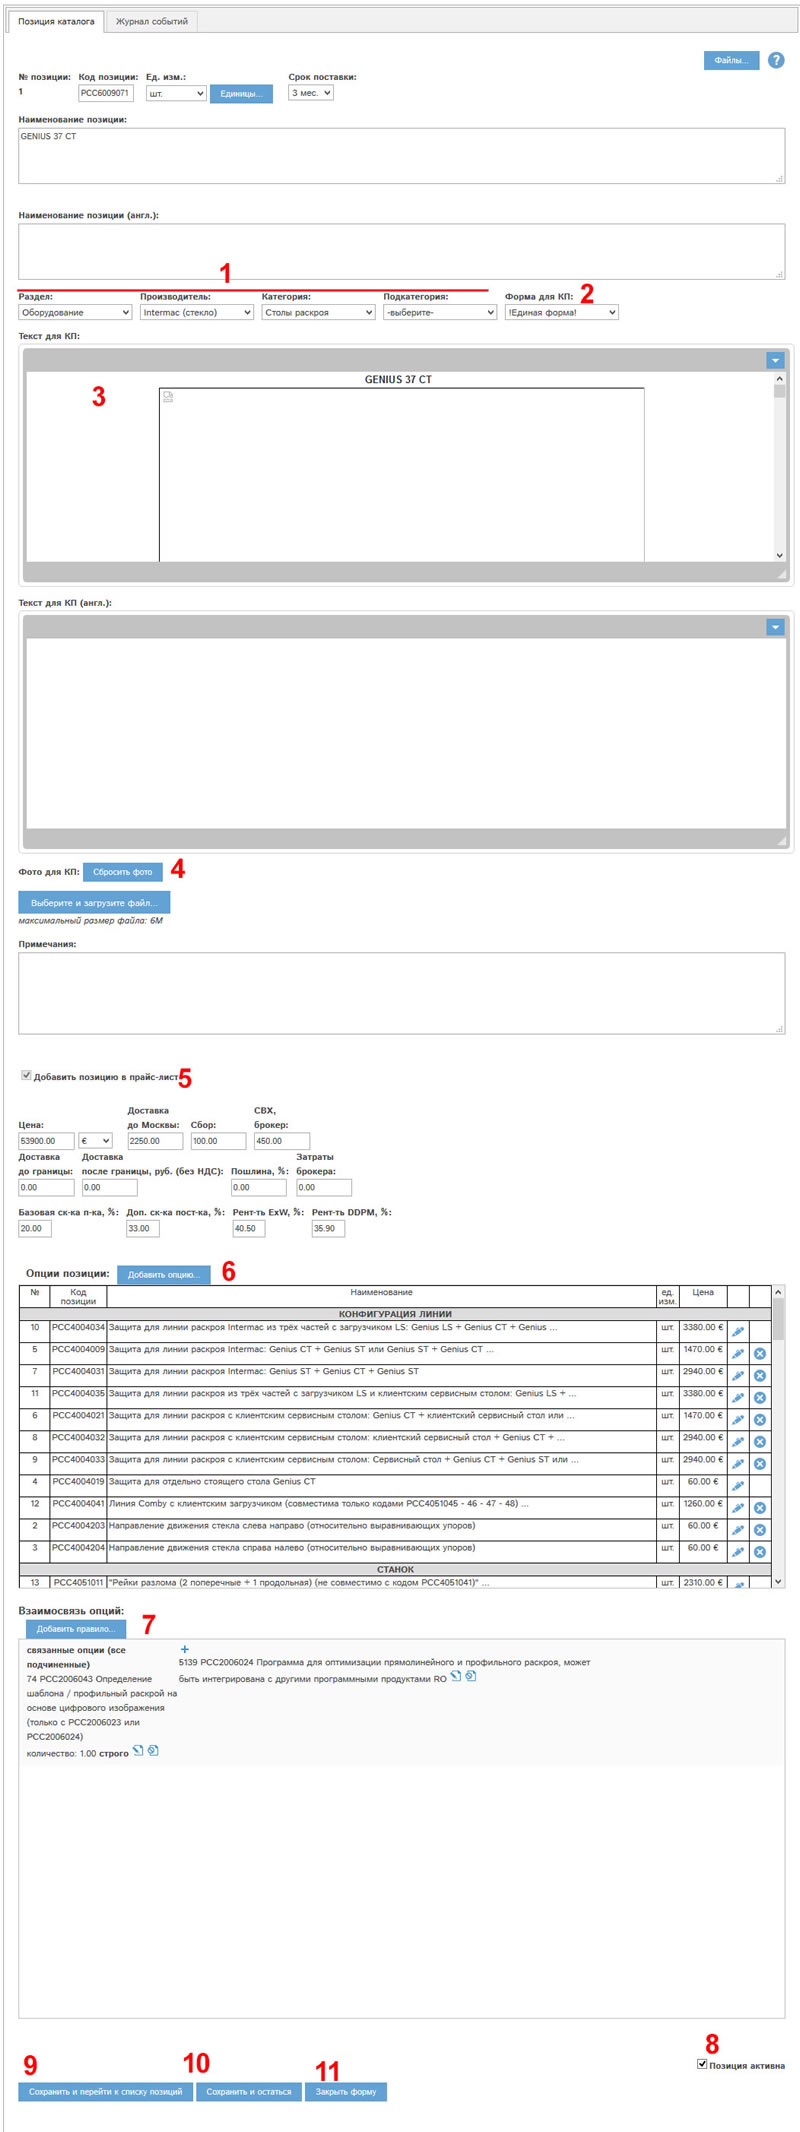 Позиция каталога Журнал событий
Файлы... ?
№ позиции: Код позиции: Ед. изм.: Срок поставки:
1 PCC6009071 шт. Единицы... 3 мес.
Наименование позиции:
GENIUS 37 CT
Наименование позиции (англ.):
1
2
Раздел: Производитель: Категория: Подкатегория: Форма для КП:
Оборудование Intermac (стекло) Столы раскроя -выберите- !Единая форма!
Текст для КП:
GENIUS 37 CT
3
Текст для КП (англ.):
Фото для КП: Сбросить фото 4
Выберите и загрузите файл...
максимальный размер файла: 6М
Примечания:
Добавить позицию в прайс-лист 5
Доставка СВХ,
Цена: до Москвы: Сбор: брокер:
53900.00 € 2250.00 100.00 450.00
Доставка Доставка Затраты
до границы: после границы, руб. (без НДС): Пошлина, %: брокера:
0.00 0.00 0.00 0.00
Базовая ск-ка п-ка, %: Доп. ск-ка пост-ка, %: Рент-ть ExW, %: Рент-ть DDPM, %:
20.00 33.00 40.50 35.90
Опции позиции: Добавить опцию... 6
№ Код позиции Наименование ед. изм. Цена
КОНФИГУРАЦИЯ ЛИНИИ
10 PCC4004034 Защита для линии раскроя Intermac из трёх частей с загрузчиком LS: Genius LS + Genius CT + Genius ... шт. 3380.00 €
5 PCC4004009 Защита для линии раскроя Intermac: Genius CT + Genius ST или Genius ST + Genius CT ... шт. 1470.00 €
7 PCC4004031 Защита для линии раскроя Intermac: Genius ST + Genius CT + Genius ST шт. 2940.00 €
11 PCC4004035 Защита для линии раскроя из трёх частей с загрузчиком LS и клиентским сервисным столом: Genius LS + ... шт. 3380.00 €
6 PCC4004021 Защита для линии раскроя с клиентским сервисным столом: Genius CT + клиентский сервисный стол или ... шт. 1470.00 €
8 PCC4004032 Защита для линии раскроя с клиентским сервисным столом: клиентский сервисный стол + Genius CT + ... шт. 2940.00 €
9 PCC4004033 Защита для линии раскроя с клиентским сервисным столом: Сервисный стол + Genius CT + Genius ST или ... шт. 2940.00 €
4 PCC4004019 Защита для отдельно стоящего стола Genius CT шт. 60.00 €
12 PCC4004041 Линия Comby с клиентским загрузчиком (совместима только кодами PCC4051045 - 46 - 47 - 48) ... шт. 1260.00 €
2 PCC4004203 Направление движения стекла слева направо (относительно выравнивающих упоров) шт. 60.00 €
3 PCC4004204 Направление движения стекла справа налево (относительно выравнивающих упоров) шт. 60.00 €
СТАНОК
13 PCC4051011 "Рейки разлома (2 поперечные + 1 продольная) (не совместимо с кодом PCC4051041)" ... шт. 2310.00 €
Взаимосвязь опций:
Добавить правило... 7
связанные опции (все
подчиненные)
74 PCC2006043 Определение
шаблона / профильный раскрой на
основе цифрового изображения
(только с PCC2006023 или
PCC2006024)
количество: 1.00 строго
+
5139 PCC2006024 Программа для оптимизации прямолинейного и профильного раскроя, может
быть интегрирована с другими программными продуктами RO
8
Позиция активна
9 10 11
Сохранить и перейти к списку позиций Сохранить и остаться Закрыть форму